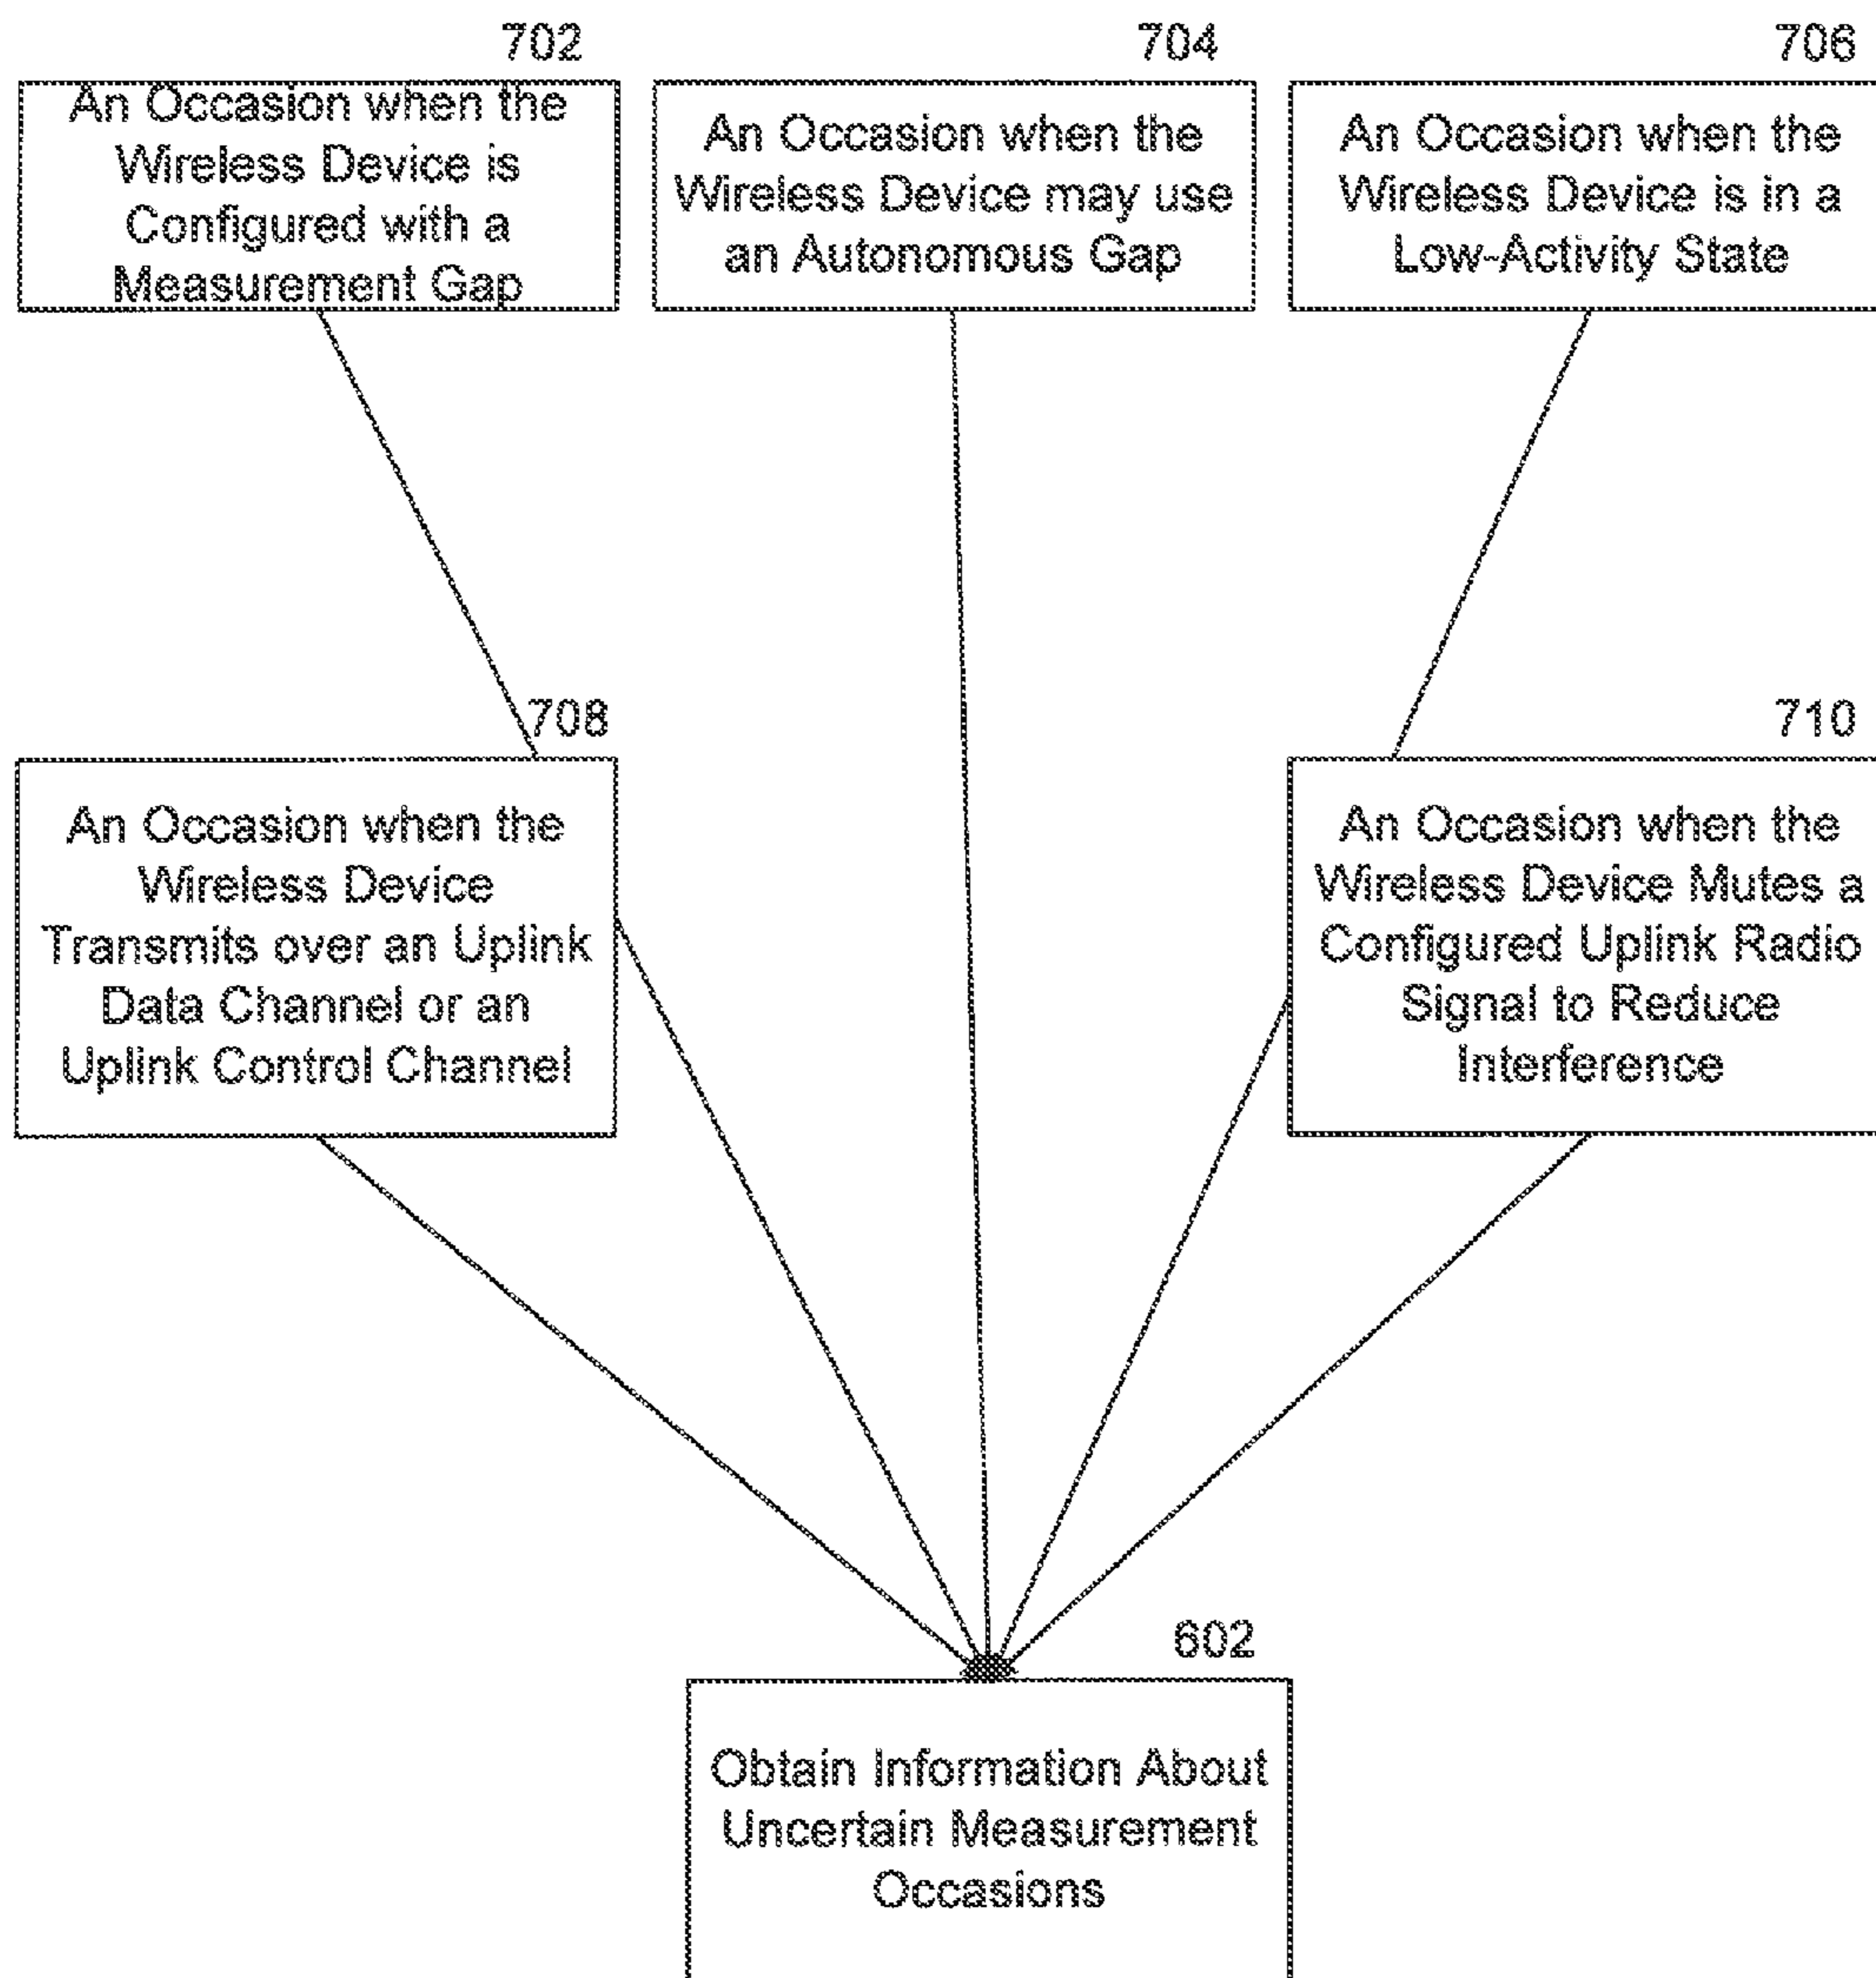 702
An Occasion when the
Wireless Device is
Configured with a
Measurement Gap
704
An Occasion when the
Wireless Device may use
an Autonomous Gap
706
An Occasion when the
Wireless Device is in a
Low-Activity State
708
An Occasion when the
Wireless Device
Transmits over an Uplink
Data Channel or an
Uplink Control Channel
710
An Occasion when the
Wireless Device Mutes a
Configured Uplink Radio
Signal to Reduce
Interference
602
Obtain Information About
Uncertain Measurement
Occasions